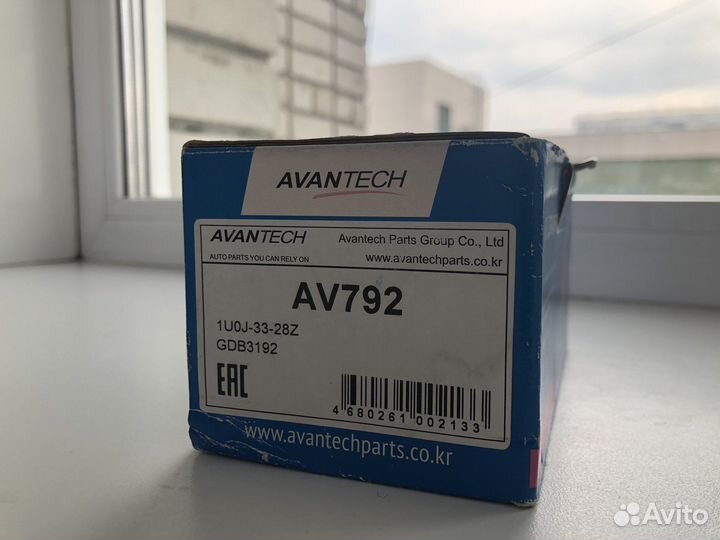 AVANTECH
AVANTECH
Avantech Parts Group Co., Ltd
AUTO PARTS YOU CAN RELY ON
www.avantechparts.co.kr
AV792
1U0J-33-28Z
GDB3192
EAC
4 680261 002133
www.avantechparts.co.kr
Avito